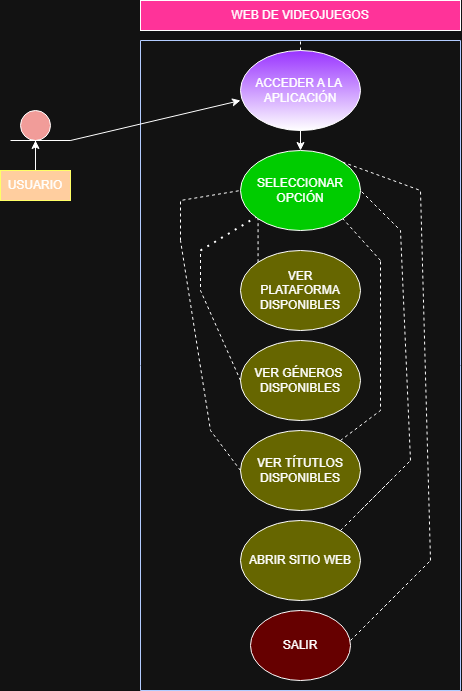 WEB DE VIDEOJUEGOS
ACCEDER A LA
APLICACIÓN
USUARIO
SELECCIONAR
OPCIÓN
VER
PLATAFORMA
DISPONIBLES
VER GÉNEROS
DISPONIBLES
VER TÍTUTLOS
DISPONIBLES
ABRIR SITIO WEB
SALIR